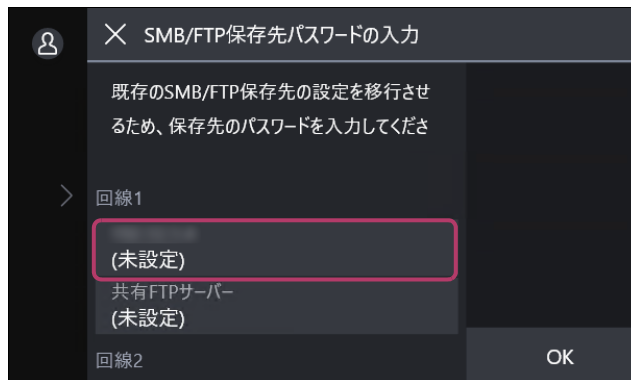 SMB/FTP保存先パスワードの入力
既存のSMB/FTP保存先の設定を移行させ
るため、保存先のパスワードを入力してくださ
回線1
(未設定)
共有FTPサーバー
(未設定)
回線2
OK